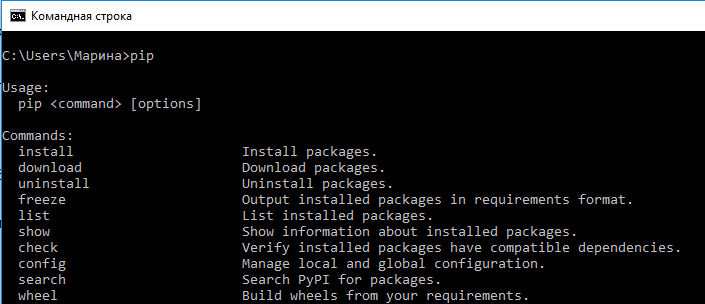 Командная строка
C:\Users\Марина>pip
Usage:
pip <command> [options]
Commands:
install Install packages.
download Download packages.
uninstall Uninstall packages.
freeze Output installed packages in requirements format.
list List installed packages.
show Show information about installed packages.
check Verify installed packages have compatible dependencies.
config Manage local and global configuration.
search Search PyPI for packages.
wheel Build wheels from your requirements.